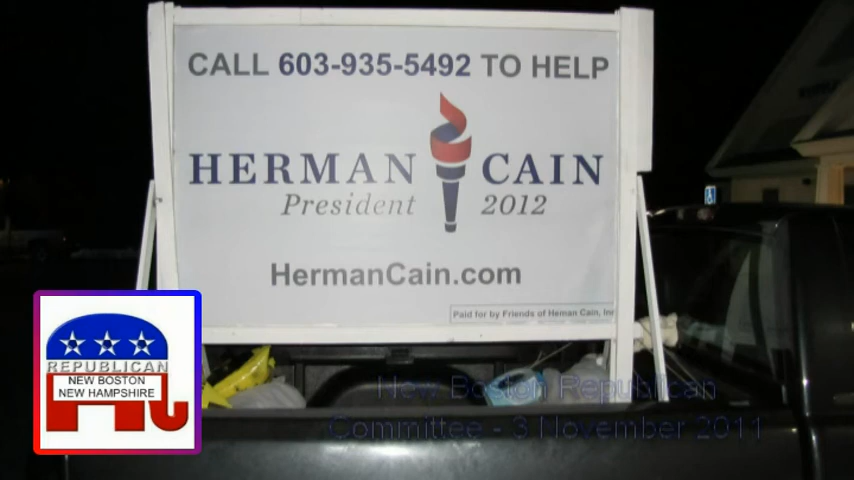 CALL 603-935-5492 TO HELP
HERMAN CAIN
President 2012
HermanCain.com
Paid for by Friends of Heman Cain, Inc
REPUBLICAN
NEW BOSTON
NEW HAMPSHIRE
New Boston Republican
Committee - 3 November 2011